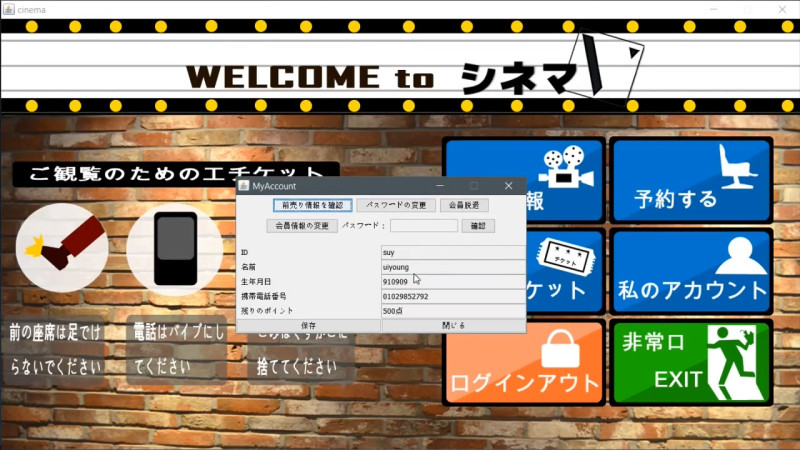 cinema
WELCOME to シネマ
ご観覧のためのエチケット
前の座席は足でけ
らないでください
電話はバイブにし
てください
捨ててください
報
予約する
チケット
ケット
私のアカウント
ログインアウト
非常口
EXIT
MyAccount
前売り情報を確認
パスワードの変更
会員脱退
会員情報の変更
パスワード：
確認
ID
suy
名前
uiyoung
生年月日
910909
携帯電話番号
01029852792
残りのポイント
500点
保存
閉じる